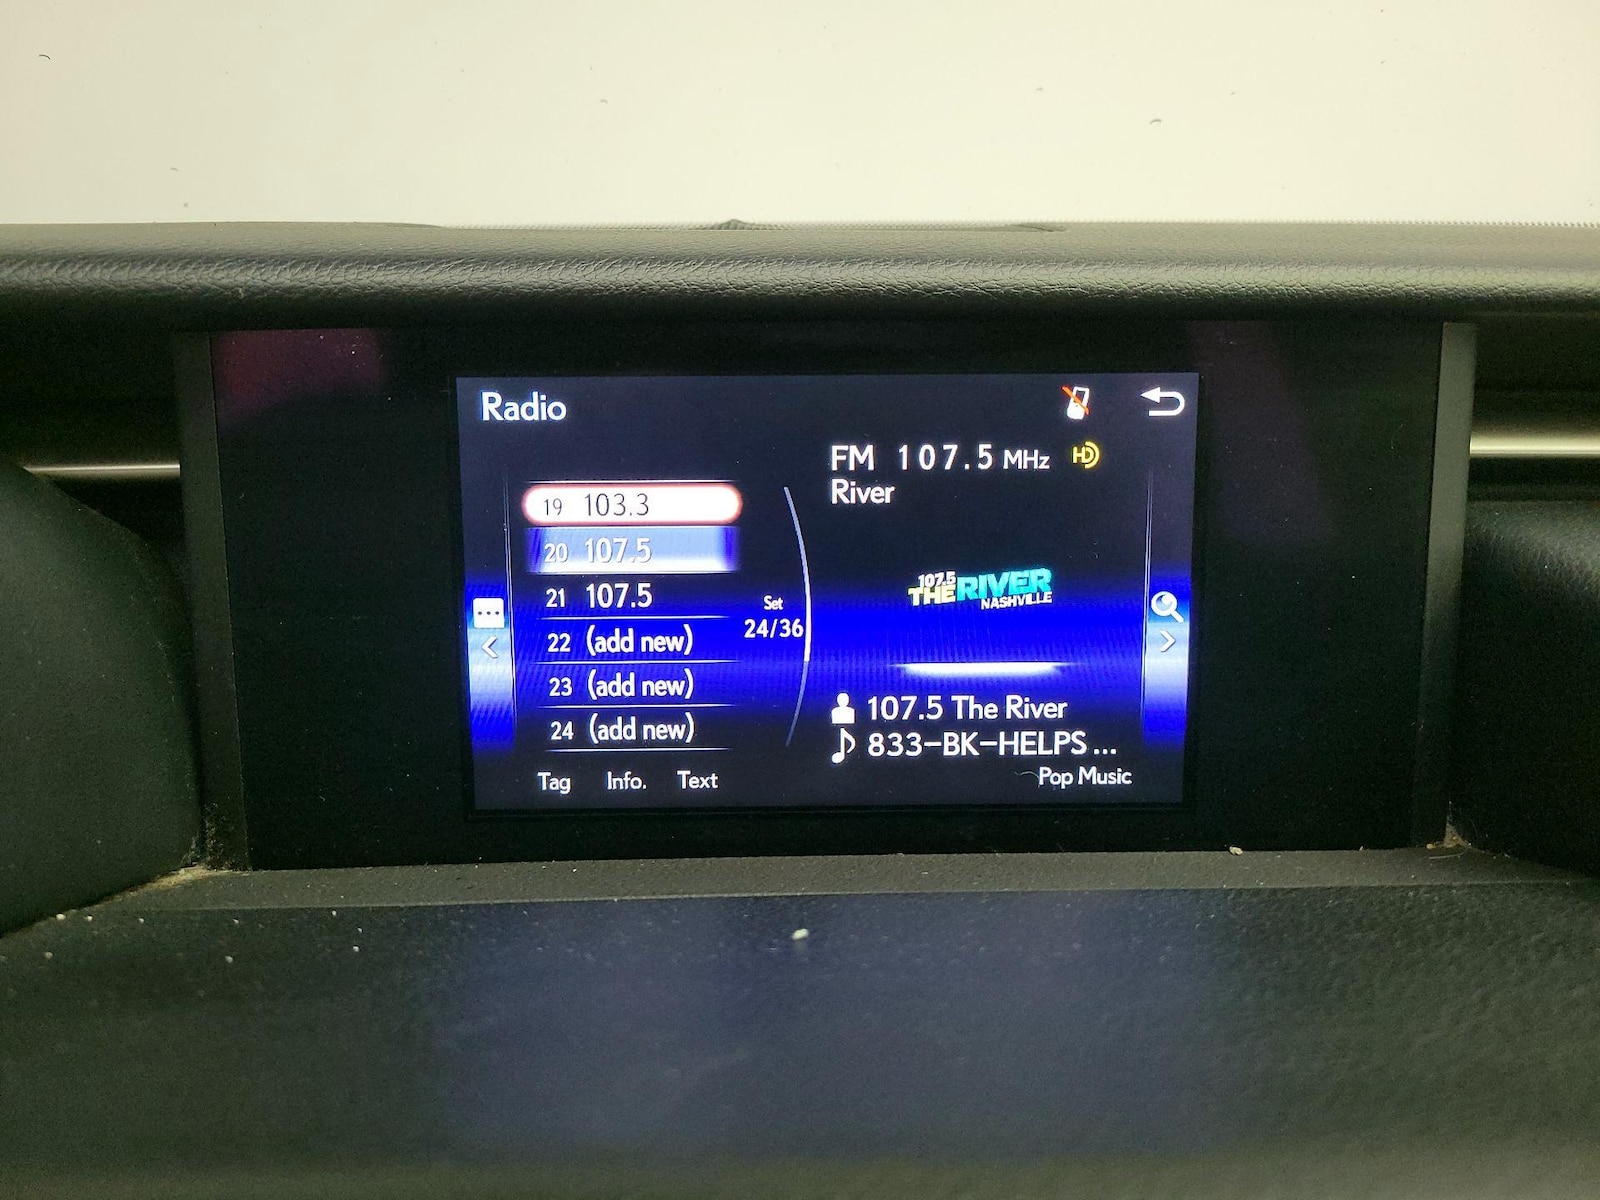 Radio
FM 107.5 MHz HD
River
19 103.3
20 107.5
21 107.5
22 (add new)
23 (add new)
24 (add new)
Set
24/36
107.5
THE RIVER
NASHVILLE
107.5 The River
833-BK-HELPS ...
Pop Music
Tag Info. Text